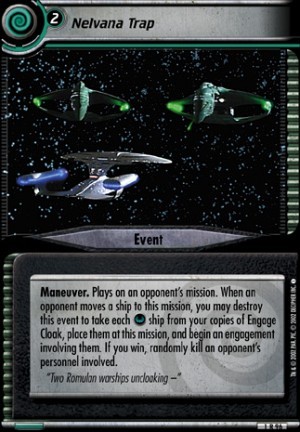 2 Nelvana Trap
Event
Maneuver. Plays on an opponent's mission. When an
opponent moves a ship to this mission, you may destroy
this event to take each ship from your copies of Engage
Cloak, place them at this mission, and begin an engagement
involving them. If you win, randomly kill an opponent's
personnel involved.
"Two Romulan warships uncloaking –"
1 R 96